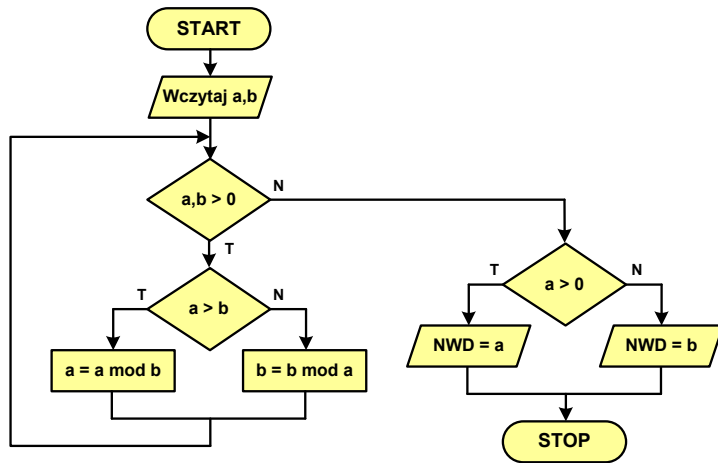 START
Wczytaj a,b
a,b > 0
N
T
a > b
T
N
a = a mod b
b = b mod a
a > 0
T
N
NWD = a
NWD = b
STOP